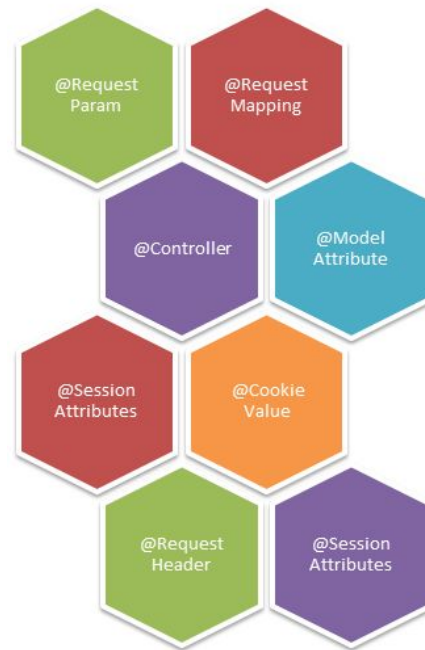 @Request
Param
@Request
Mapping
@Controller
@Model
Attribute
@Session
Attributes
@Cookie
Value
@Request
Header
@Session
Attributes